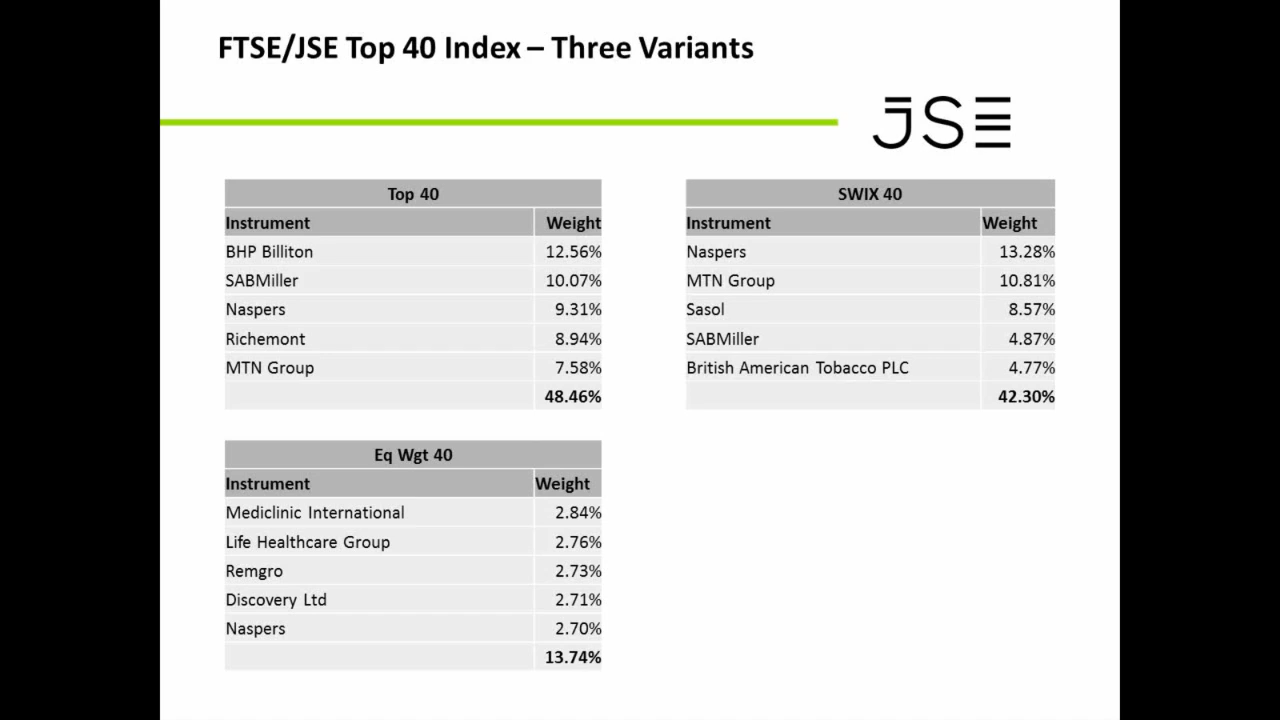 FTSE/JSE Top 40 Index – Three Variants
JSE
Top 40
Instrument Weight
BHP Billiton 12.56%
SABMiller 10.07%
Naspers 9.31%
Richemont 8.94%
MTN Group 7.58%
48.46%
SWIX 40
Instrument Weight
Naspers 13.28%
MTN Group 10.81%
Sasol 8.57%
SABMiller 4.87%
British American Tobacco PLC 4.77%
42.30%
Eq Wgt 40
Instrument Weight
Mediclinic International 2.84%
Life Healthcare Group 2.76%
Remgro 2.73%
Discovery Ltd 2.71%
Naspers 2.70%
13.74%